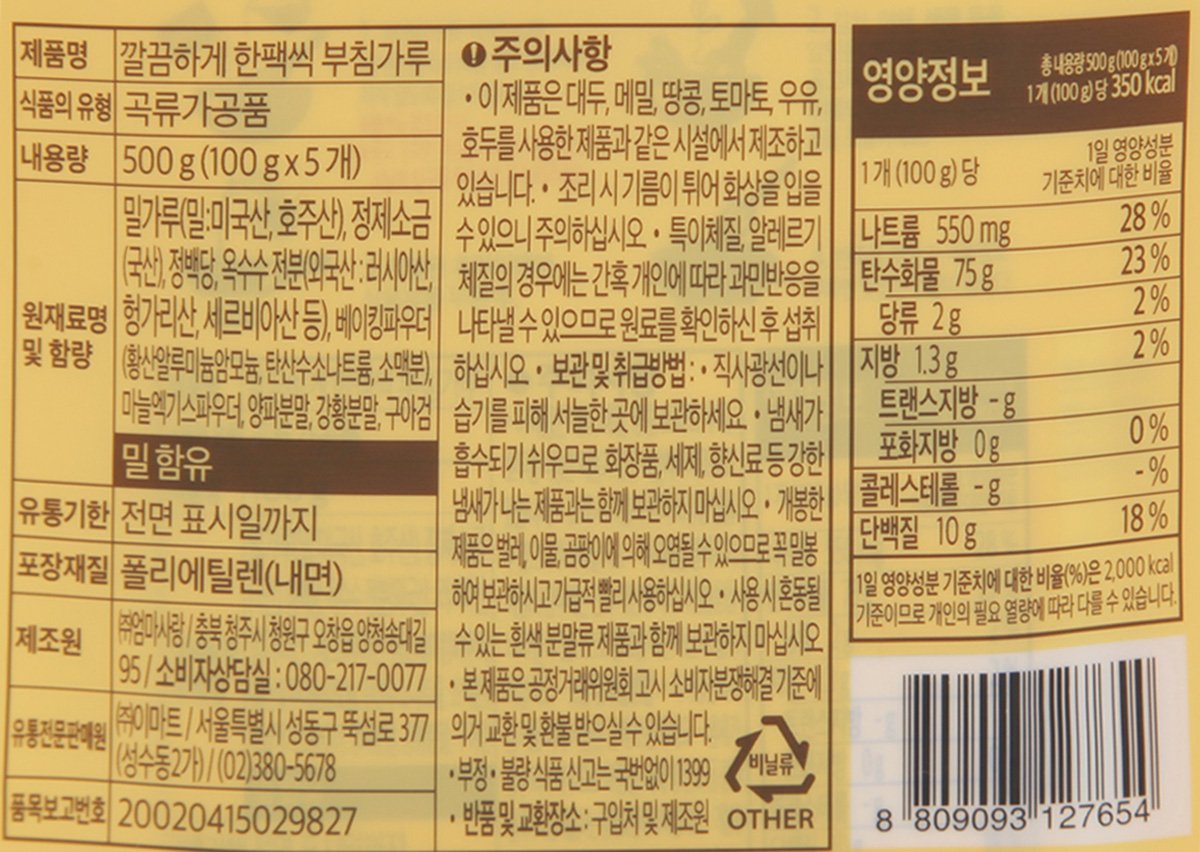 제품명 깔끔하게 한팩씩 부침가루
식품의 유형 곡류가공품
내용량 500 g (100 g x 5 개)
원재료명 및 함량
밀가루(밀:미국산, 호주산), 정제소금
(국산), 정백당, 옥수수 전분(외국산 : 러시아산,
헝가리산, 세르비아산 등), 베이킹파우더
(황산알루미늄암모늄, 탄산수소나트륨, 소맥분),
마늘엑기스파우더, 양파분말, 강황분말, 구아검
밀 함유
유통기한 전면 표시일까지
포장재질 폴리에틸렌(내면)
제조원 ㈜엄마사랑 / 충북 청주시 청원구 오창읍 양청송대길
95 / 소비자상담실 : 080-217-0077
유통전문판매원 ㈜이마트 / 서울특별시 성동구 뚝섬로 377
(성수동2가) / (02)380-5678
품목보고번호 20020415029827
! 주의사항
• 이 제품은 대두, 메밀, 땅콩, 토마토, 우유,
호두를 사용한 제품과 같은 시설에서 제조하고
있습니다. • 조리 시 기름이 튀어 화상을 입을
수 있으니 주의하십시오 • 특이체질, 알레르기
체질의 경우에는 간혹 개인에 따라 과민반응을
나타낼 수 있으므로 원료를 확인하신 후 섭취
하십시오 • 보관 및 취급방법 : • 직사광선이나
습기를 피해 서늘한 곳에 보관하세요 • 냄새가
흡수되기 쉬우므로 화장품, 세제, 향신료 등 강한
냄새가 나는 제품과는 함께 보관하지 마십시오 • 개봉한
제품은 벌레, 이물, 곰팡이에 의해 오염될 수 있으므로 꼭 밀봉
하여 보관하시고 가급적 빨리 사용하십시오 • 사용 시 혼동될
수 있는 흰색 분말류 제품과 함께 보관하지 마십시오
• 본 제품은 공정거래위원회 고시 소비자분쟁해결 기준에
의거 교환 및 환불 받으실 수 있습니다.
• 부정 • 불량 식품 신고는 국번없이 1399
• 반품 및 교환장소 : 구입처 및 제조원
비닐류
OTHER
영양정보
총 내용량 500 g (100 g x 5개)
1개 (100 g) 당 350 kcal
1개 (100 g) 당
1일 영양성분
기준치에 대한 비율
나트륨 550 mg 28 %
탄수화물 75 g 23 %
당류 2 g 2 %
지방 1.3 g 2 %
트랜스지방 - g
포화지방 0 g 0 %
콜레스테롤 - g - %
단백질 10 g 18 %
1일 영양성분 기준치에 대한 비율(%)은 2,000 kcal
기준이므로 개인의 필요 열량에 따라 다를 수 있습니다.
8 809093 127654